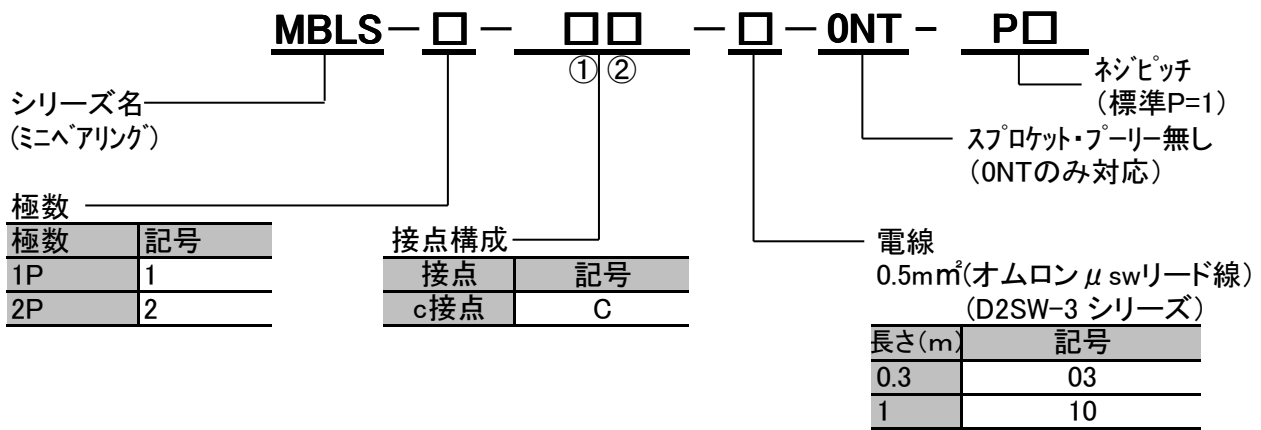 MBLS－□－ □□ －□－0NT－ P□
① ②
シリーズ名
(ミニベアリング)
ネジピッチ
(標準P=1)
スプロケット・プーリー無し
(0NTのみ対応)
極数
極数 記号
1P 1
2P 2
接点構成
接点 記号
c接点 C
電線
0.5m㎡(オムロンμswリード線)
(D2SW-3 シリーズ)
長さ(m) 記号
0.3 03
1 10